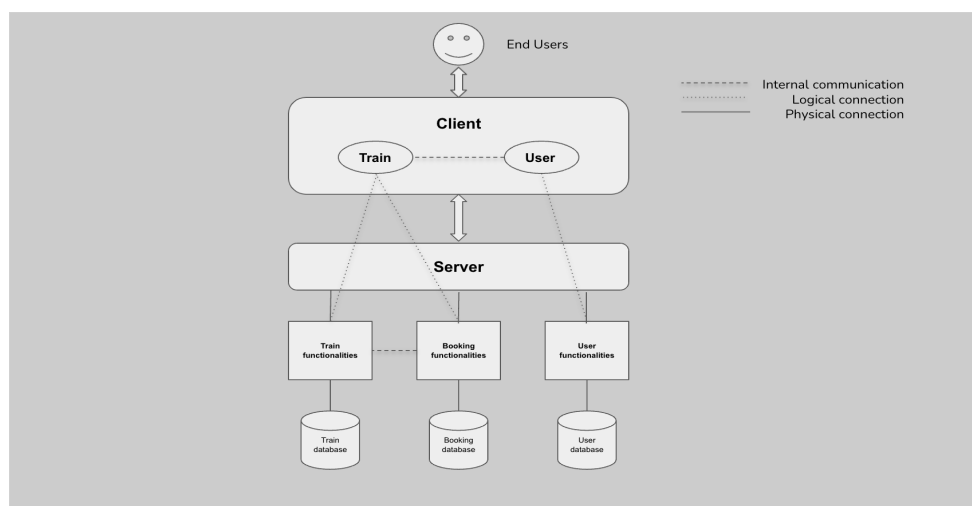 End Users
Internal communication
Logical connection
Physical connection
Client
Train
User
Server
Train
functionalities
Booking
functionalities
User
functionalities
Train
database
Booking
database
User
database